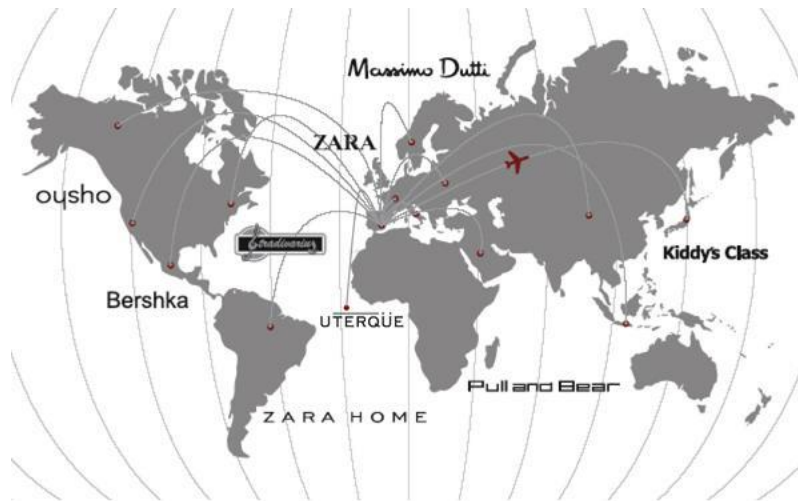 Massimo Dutti
ZARA
oysho
Stradivarius
Kiddy's Class
Bershka
UTERQÜE
Pull and Bear
ZARA HOME